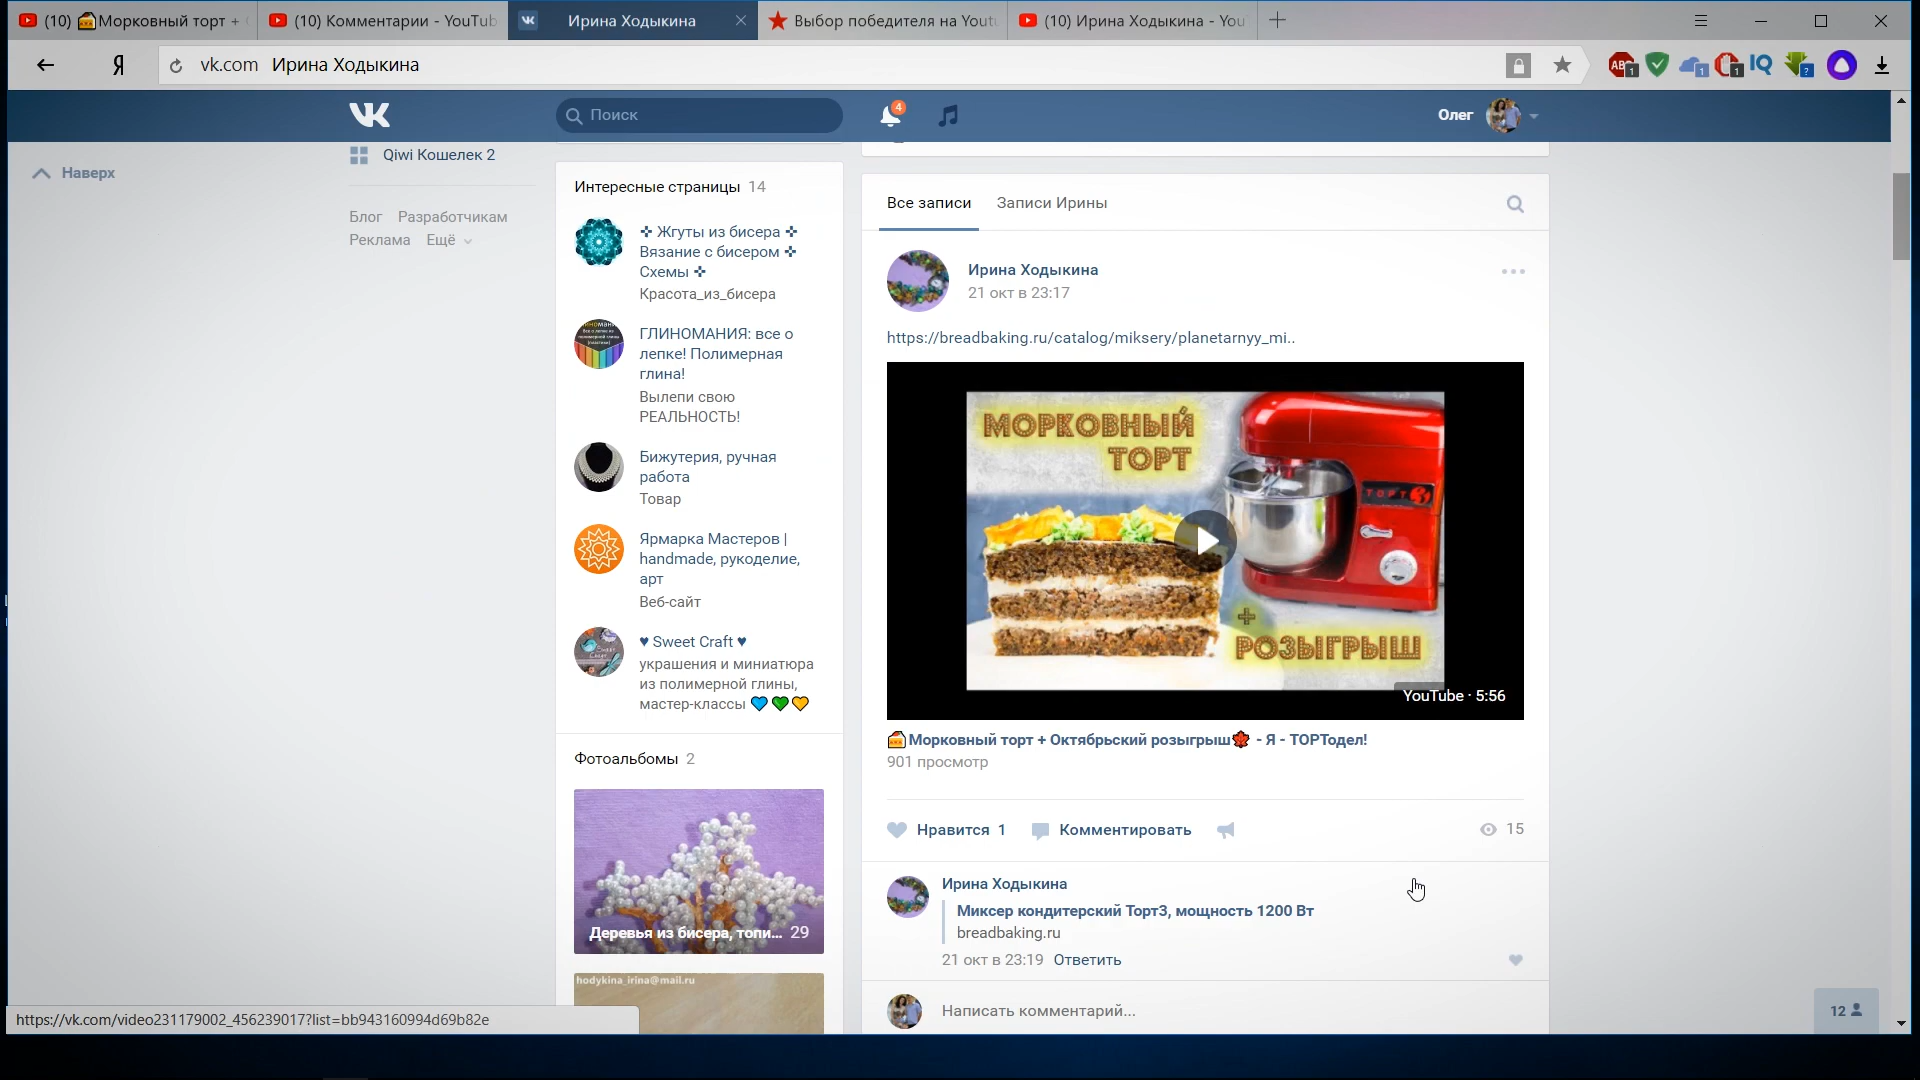 (10) 🍰Морковный торт +
(10) Комментарии - YouTub
Ирина Ходыкина
Выбор победителя на Yout
(10) Ирина Ходыкина - You
Я
vk.com Ирина Ходыкина
Поиск
4
Олег
Наверх
Qiwi Кошелек 2
Блог Разработчикам
Реклама Ещё
Интересные страницы 14
✣ Жгуты из бисера ✣
Вязание с бисером ✣
Схемы ✣
Красота_из_бисера
ГЛИНОМАНИЯ: все о
лепке! Полимерная
глина!
Вылепи свою
РЕАЛЬНОСТЬ!
Бижутерия, ручная
работа
Товар
Ярмарка Мастеров |
handmade, рукоделие,
арт
Веб-сайт
♥ Sweet Craft ♥
украшения и миниатюра
из полимерной глины,
мастер-классы 💙💚💛
Фотоальбомы 2
Деревья из бисера, топи... 29
hodykina_irina@mail.ru
Все записи Записи Ирины
Ирина Ходыкина
21 окт в 23:17
https://breadbaking.ru/catalog/miksery/planetarnyy_mi..
МОРКОВНЫЙ
ТОРТ
ТОРТ 3
+
РОЗЫГРЫШ
YouTube · 5:56
🍰Морковный торт + Октябрьский розыгрыш🍁 - Я - ТОРТодел!
901 просмотр
Нравится 1 Комментировать 15
Ирина Ходыкина
Миксер кондитерский Торт3, мощность 1200 Вт
breadbaking.ru
21 окт в 23:19 Ответить
Написать комментарий...
12
https://vk.com/video231179002_456239017?list=bb943160994d69b82e